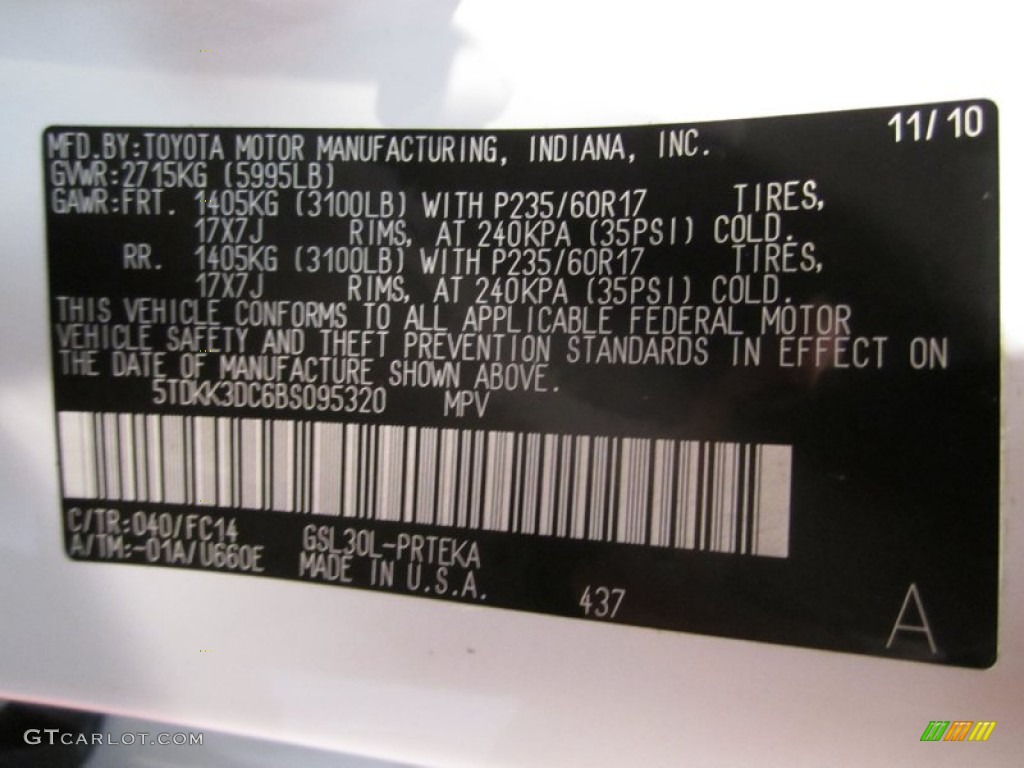 11/10
MFD.BY:TOYOTA MOTOR MANUFACTURING, INDIANA, INC.
GVWR:2715KG (5995LB)
GAWR:FRT. 1405KG (3100LB) WITH P235/60R17 TIRES,
17X7J RIMS, AT 240KPA (35PSI) COLD.
RR. 1405KG (3100LB) WITH P235/60R17 TIRES,
17X7J RIMS, AT 240KPA (35PSI) COLD.
THIS VEHICLE CONFORMS TO ALL APPLICABLE FEDERAL MOTOR
VEHICLE SAFETY AND THEFT PREVENTION STANDARDS IN EFFECT ON
THE DATE OF MANUFACTURE SHOWN ABOVE.
5TDKK3DC6BS095320 MPV
C/TR:040/FC14 GSL30L-PRTEKA
A/TM:-01A/U660E MADE IN U.S.A.
437
A
GTCARLOT.COM